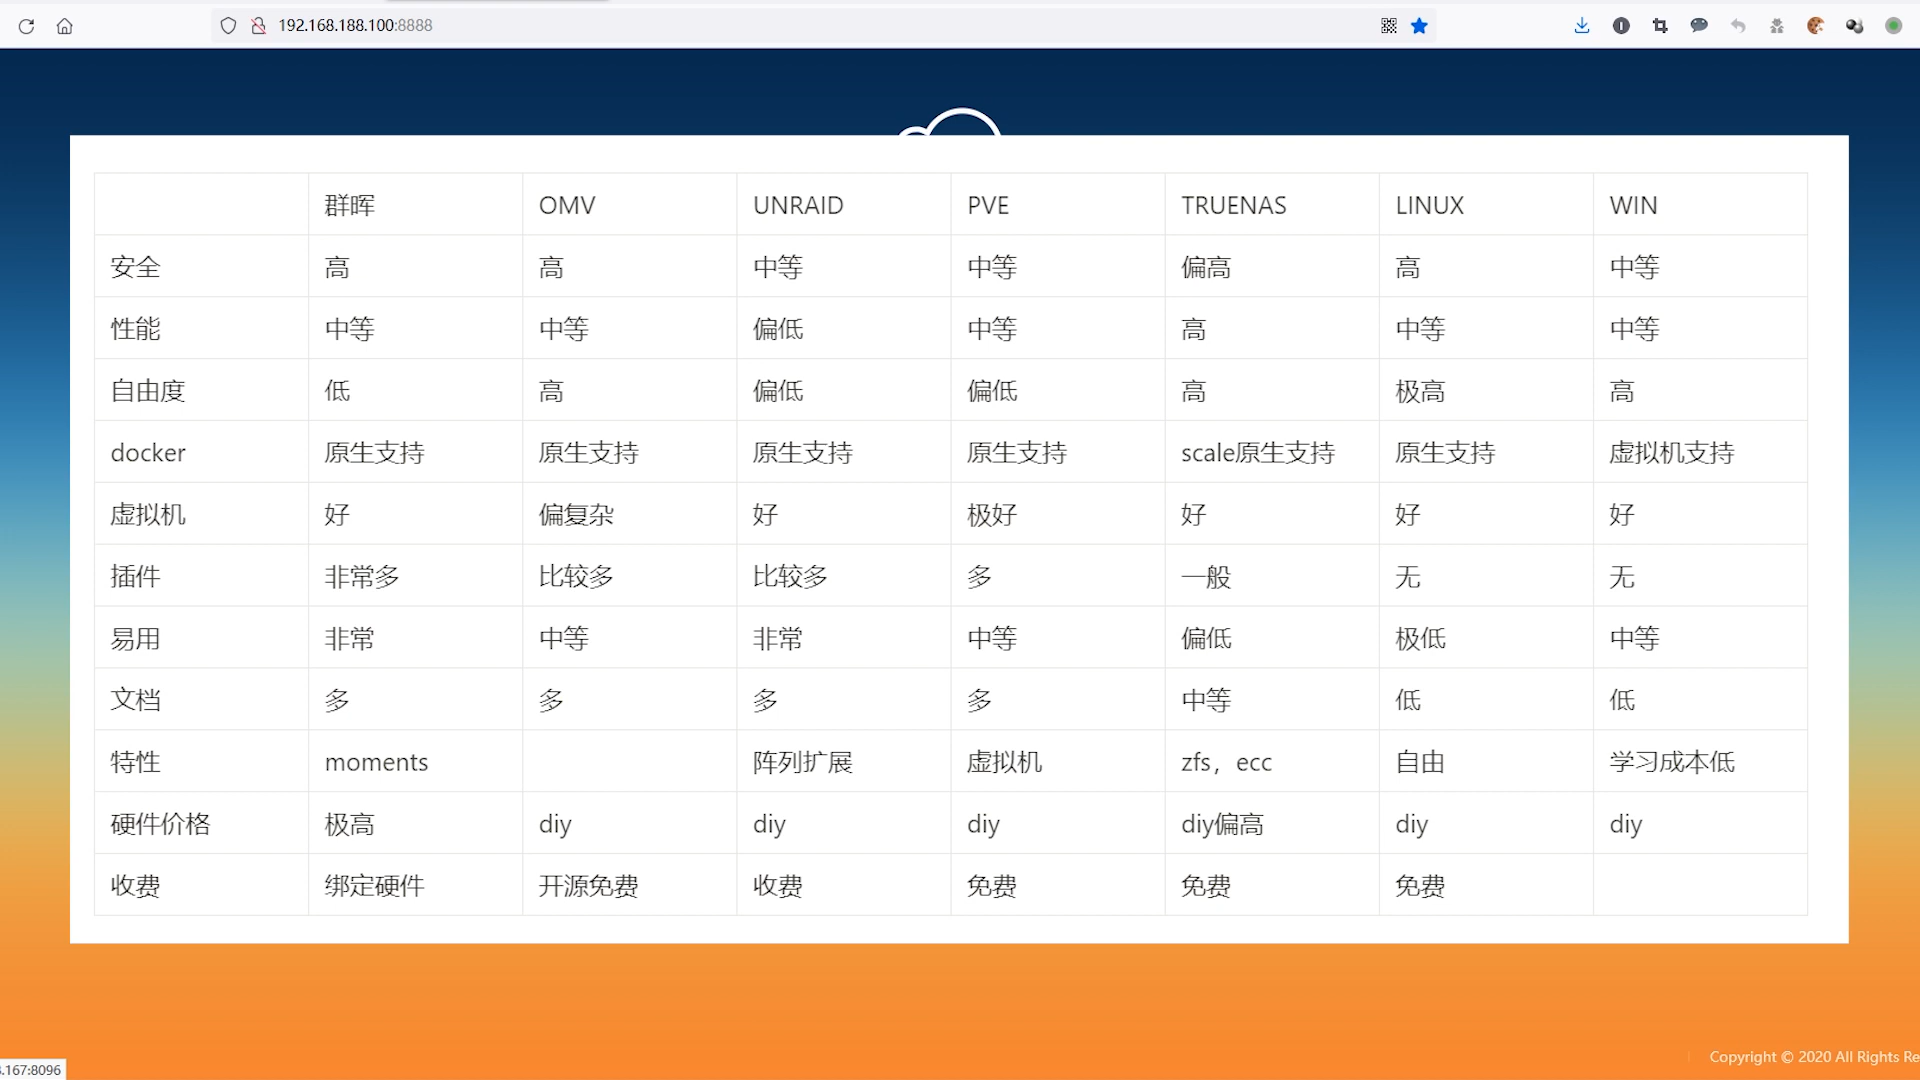 192.168.188.100:8888
群晖 OMV UNRAID PVE TRUENAS LINUX WIN
安全 高 高 中等 中等 偏高 高 中等
性能 中等 中等 偏低 中等 高 中等 中等
自由度 低 高 偏低 偏低 高 极高 高
docker 原生支持 原生支持 原生支持 原生支持 scale原生支持 原生支持 虚拟机支持
虚拟机 好 偏复杂 好 极好 好 好 好
插件 非常多 比较多 比较多 多 一般 无 无
易用 非常 中等 非常 中等 偏低 极低 中等
文档 多 多 多 多 中等 低 低
特性 moments 阵列扩展 虚拟机 zfs，ecc 自由 学习成本低
硬件价格 极高 diy diy diy diy偏高 diy diy
收费 绑定硬件 开源免费 收费 免费 免费 免费
Copyright © 2020 All Rights Re
.167:8096